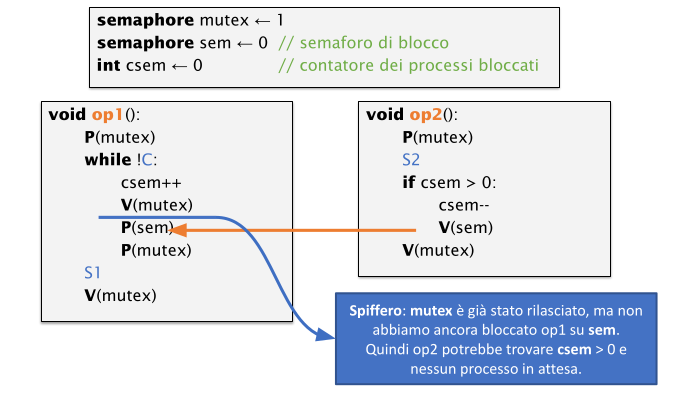 semaphore mutex ← 1
semaphore sem ← 0 // semaforo di blocco
int csem ← 0 // contatore dei processi bloccati
void op1():
P(mutex)
while !C:
csem++
V(mutex)
P(sem)
P(mutex)
S1
V(mutex)
void op2():
P(mutex)
S2
if csem > 0:
csem--
V(sem)
V(mutex)
Spiffero: mutex è già stato rilasciato, ma non
abbiamo ancora bloccato op1 su sem.
Quindi op2 potrebbe trovare csem > 0 e
nessun processo in attesa.